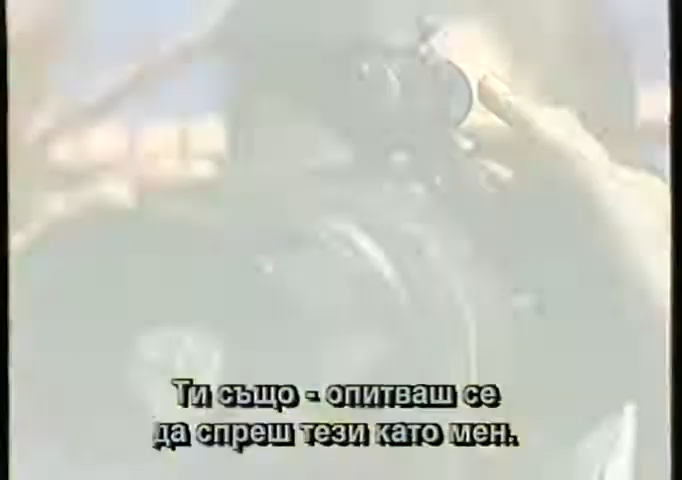 Ти също - опитваш се
да спреш тези като мен.